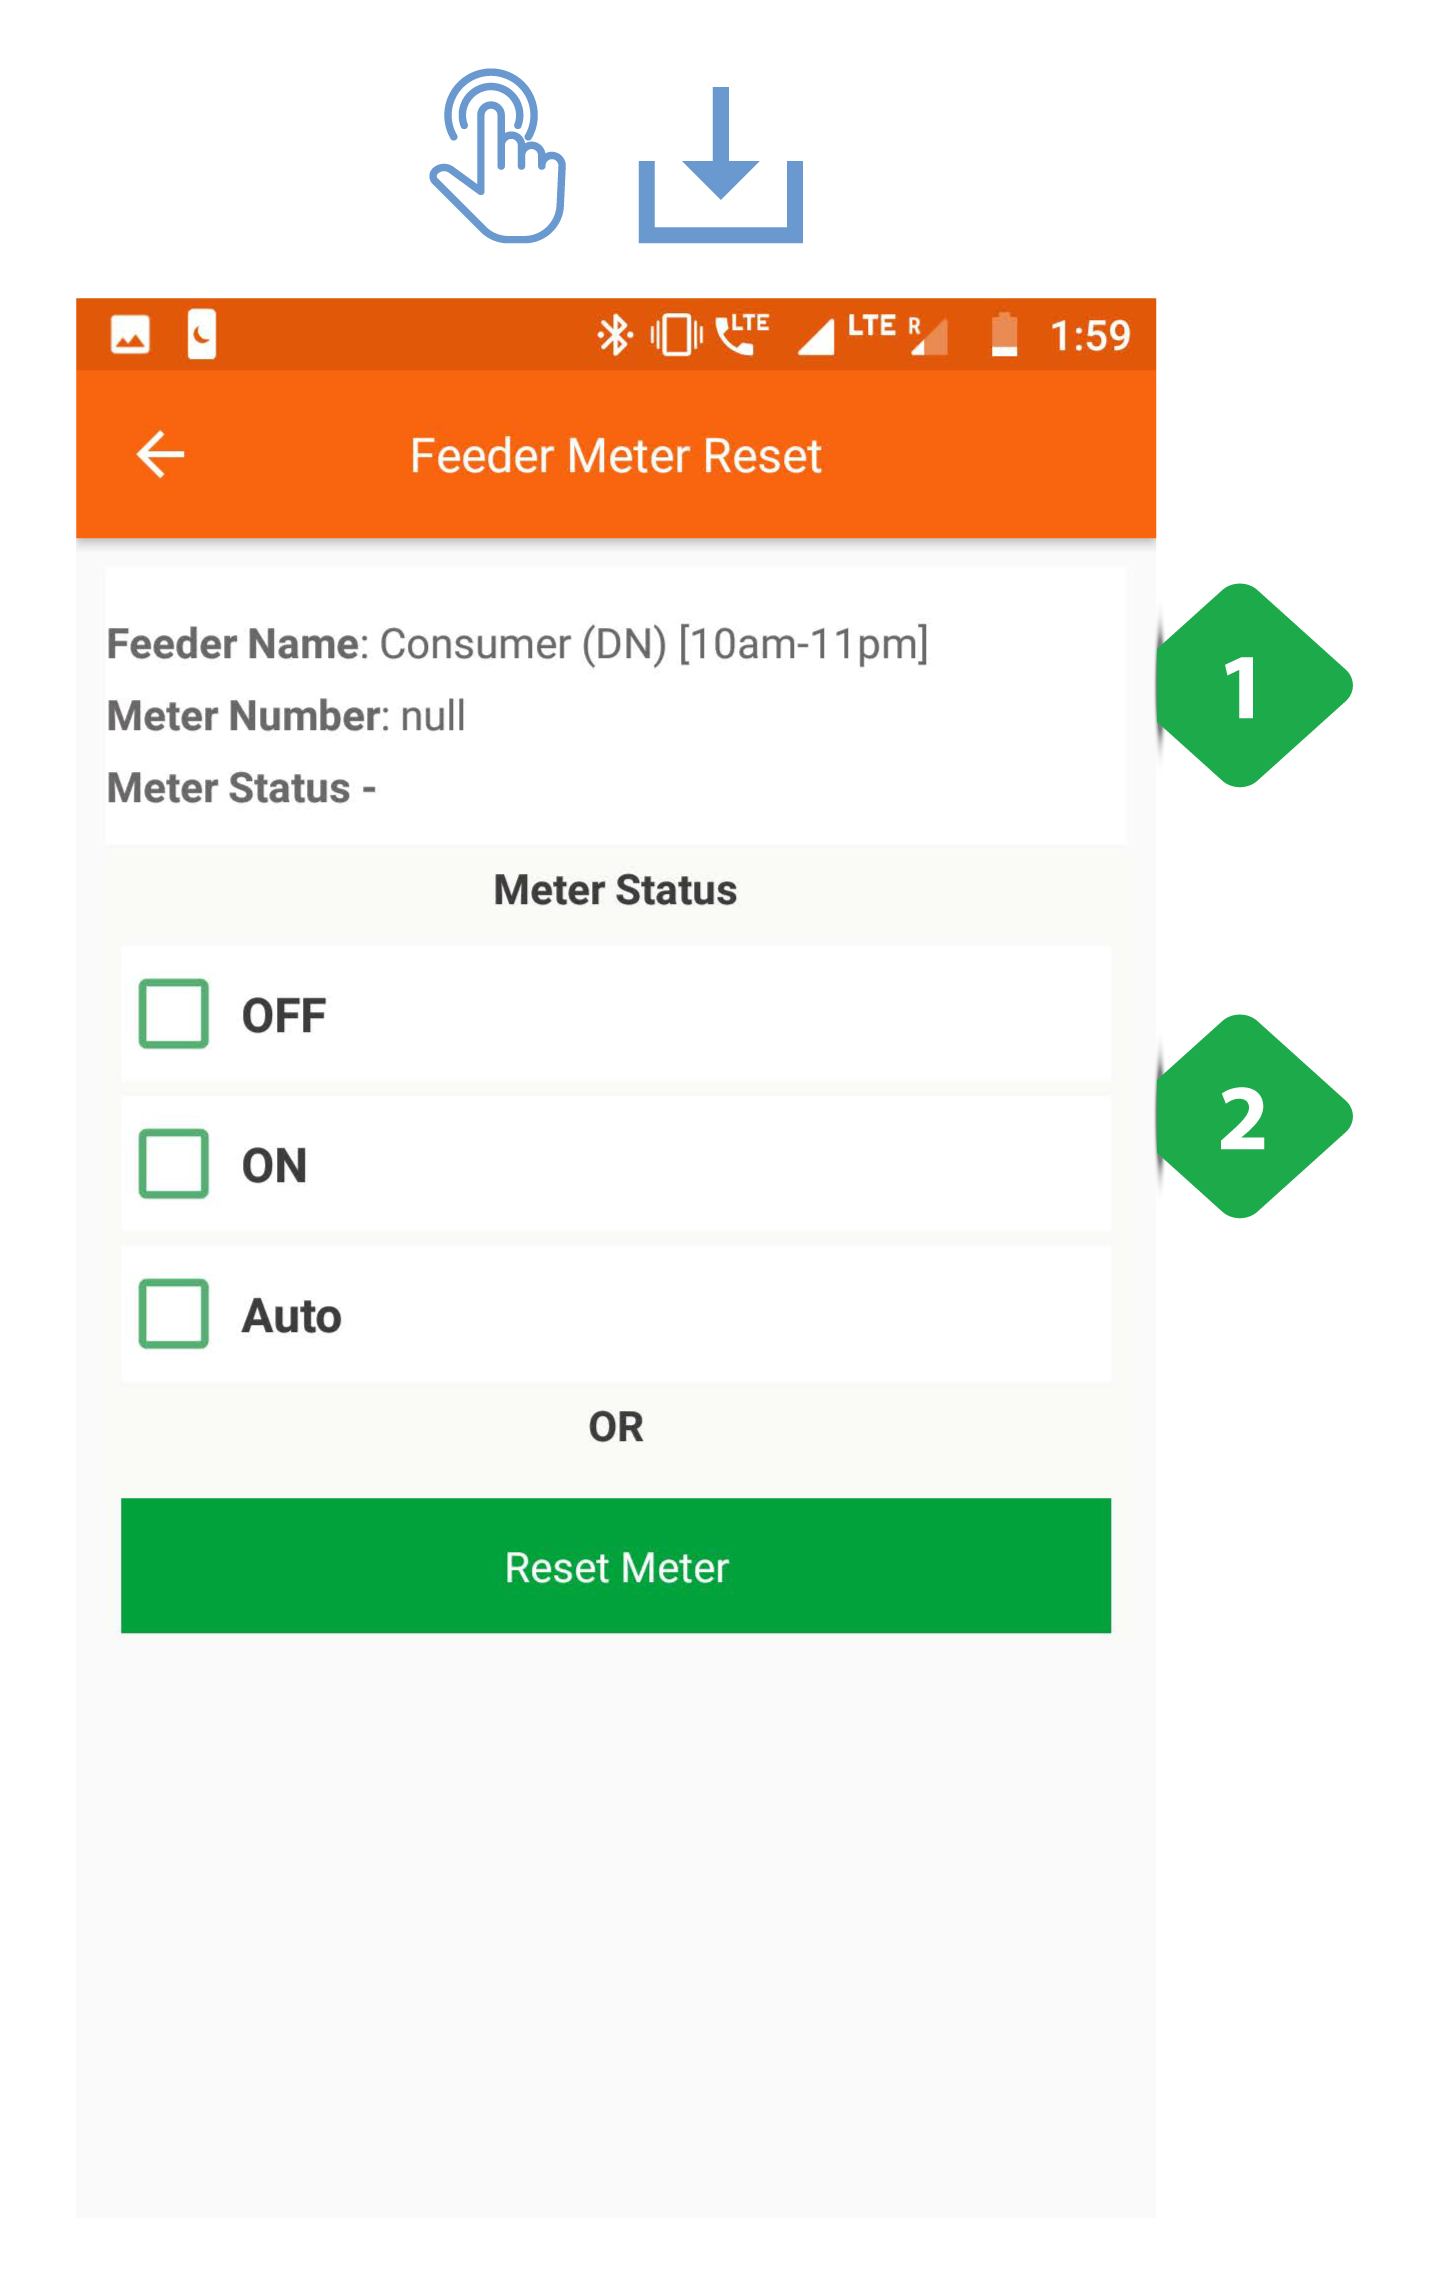 LTE LTE R 1:59
Feeder Meter Reset
Feeder Name: Consumer (DN) [10am-11pm]
Meter Number: null
Meter Status -
1
Meter Status
OFF
ON
2
Auto
OR
Reset Meter